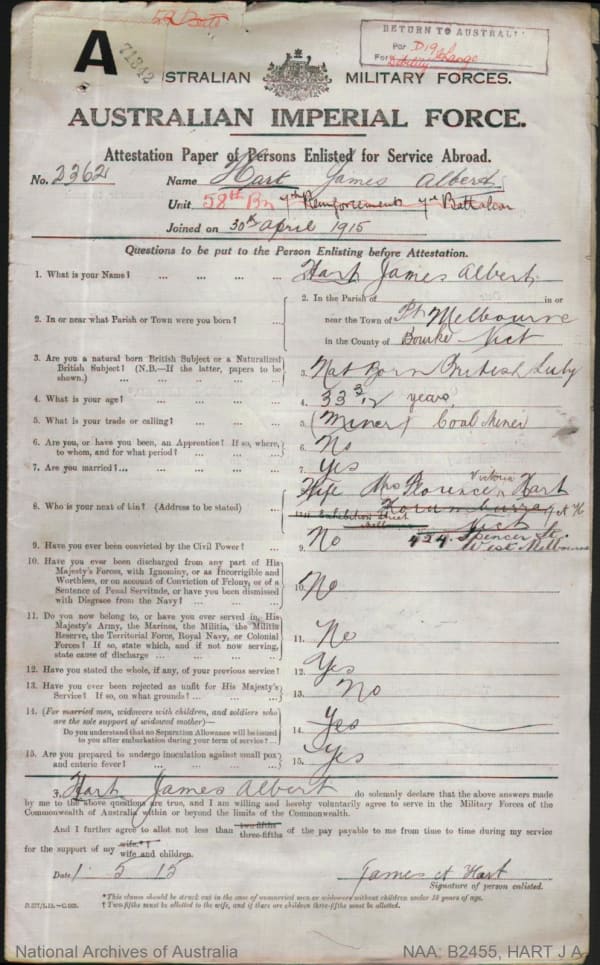 RETURN TO AUSTRALIA
For Discharge
A
71342
STRALIAN MILITARY FORCES.
AUSTRALIAN IMPERIAL FORCE.
Attestation Paper of Persons Enlisted for Service Abroad.
No. 2362 Name Hart James Albert
Unit 58th Bn 7th Reinforcements 7th Battalion
Joined on 30th April 1915
Questions to be put to the Person Enlisting before Attestation.
1. What is your Name? ... ... ... ... Hart James Albert
2. In or near what Parish or Town were you born? ... ...
2. In the Parish of in or
near the Town of Pt. Melbourne
in the County of Bourke Vict
3. Are you a natural born British Subject or a Naturalized
British Subject? (N.B.—If the latter, papers to be
shown.) ... ... ... ... ...
3. Nat Born British Subj
4. What is your age? ... ... ... ... 4. 33 3/12 years
5. What is your trade or calling? ... ... ... 5. (Miner) Coal Miner
6. Are you, or have you been, an Apprentice? If so, where,
to whom, and for what period? ... ... ...
6. No
7. Are you married?... ... ... ... ... 7. Yes
8. Who is your next of kin? (Address to be stated) ...
Wife Mrs Florence Victoria Hart
Exhibition Street Korumburra
Melbourne Vict
424 Spencer St
West Melbourne
9. Have you ever been convicted by the Civil Power? ... 9. No
10. Have you ever been discharged from any part of His
Majesty's Forces, with Ignominy, or as Incorrigible and
Worthless, or on account of Conviction of Felony, or of a
Sentence of Penal Servitude, or have you been dismissed
with Disgrace from the Navy? ... ... ...
10. No
11. Do you now belong to, or have you ever served in, His
Majesty's Army, the Marines, the Militia, the Militia
Reserve, the Territorial Force, Royal Navy, or Colonial
Forces? If so, state which, and if not now serving,
state cause of discharge ... ... ... ...
11. No
12. Have you stated the whole, if any, of your previous service? 12. Yes
13. Have you ever been rejected as unfit for His Majesty's
Service? If so, on what grounds? ... ... ...
13. No
14. (For married men, widowers with children, and soldiers who
are the sole support of widowed mother)—
Do you understand that no Separation Allowance will be issued
to you after embarkation during your term of service?...
14. Yes
15. Are you prepared to undergo inoculation against small pox
and enteric fever? ... ... ... ...
15. Yes
I, Hart James Albert do solemnly declare that the above answers made
by me to the above questions are true, and I am willing and hereby voluntarily agree to serve in the Military Forces of the
Commonwealth of Australia within or beyond the limits of the Commonwealth.
And I further agree to allot not less than two-fifths
three-fifths of the pay payable to me from time to time during my service
for the support of my wife.*†
wife and children.
Date 1. 5. 15 James A Hart
Signature of person enlisted.
*This clause should be struck out in the case of unmarried men or widowers without children under 18 years of age.
† Two-fifths must be allotted to the wife, and if there are children three-fifths must be allotted.
National Archives of Australia NAA: B2455, HART J A